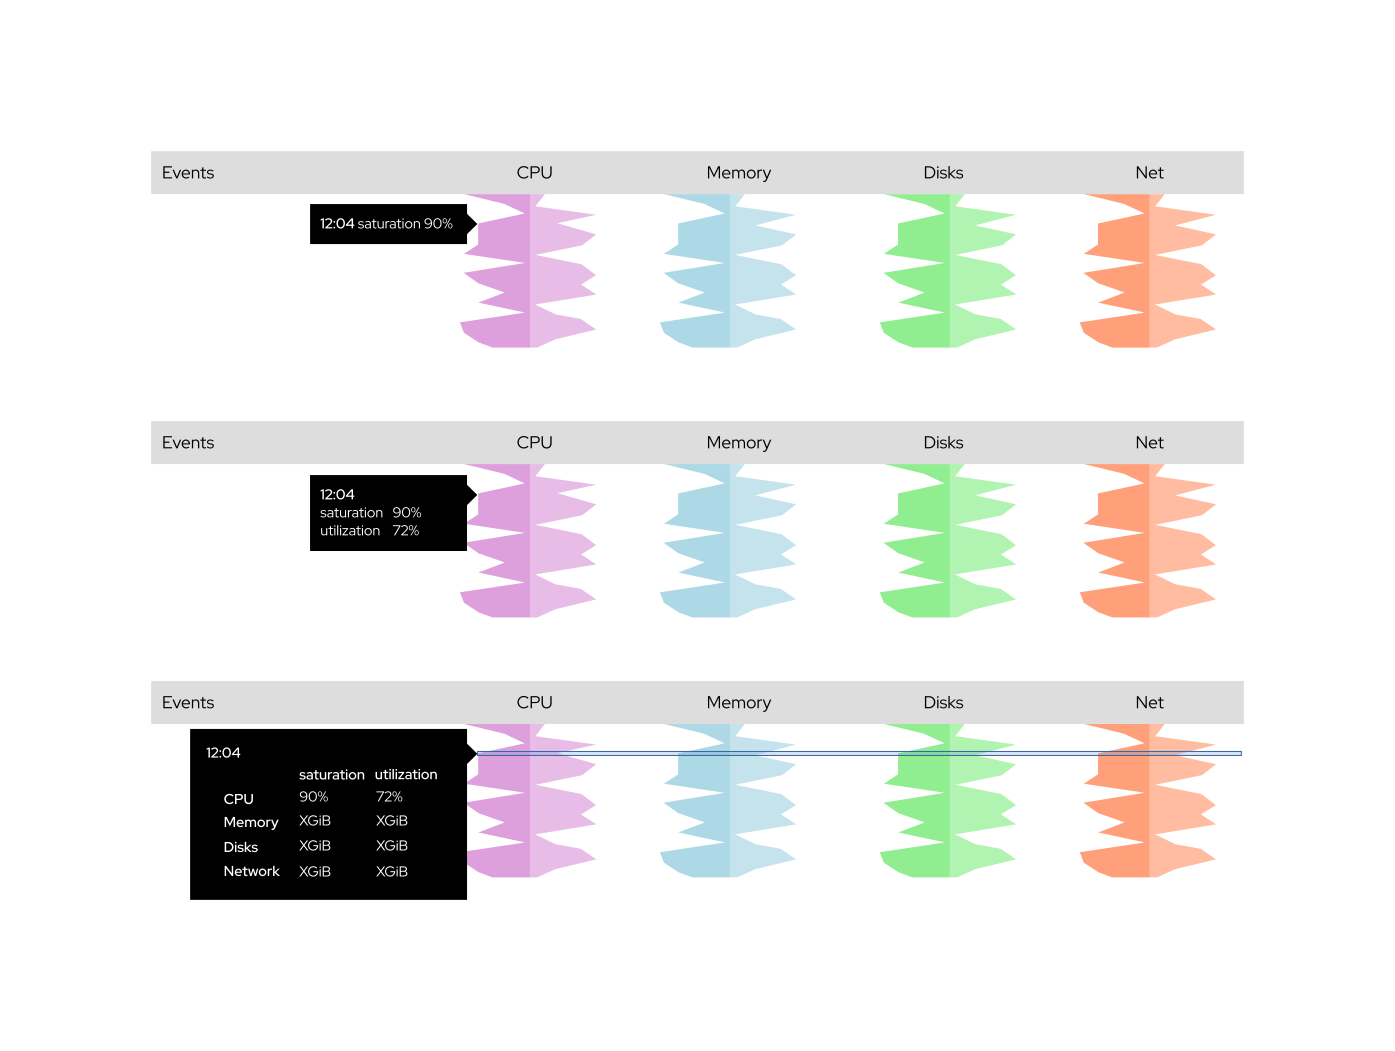 Events CPU Memory Disks Net
12:04 saturation 90%
Events CPU Memory Disks Net
12:04
saturation 90%
utilization 72%
Events CPU Memory Disks Net
12:04
saturation utilization
CPU 90% 72%
Memory XGiB XGiB
Disks XGiB XGiB
Network XGiB XGiB